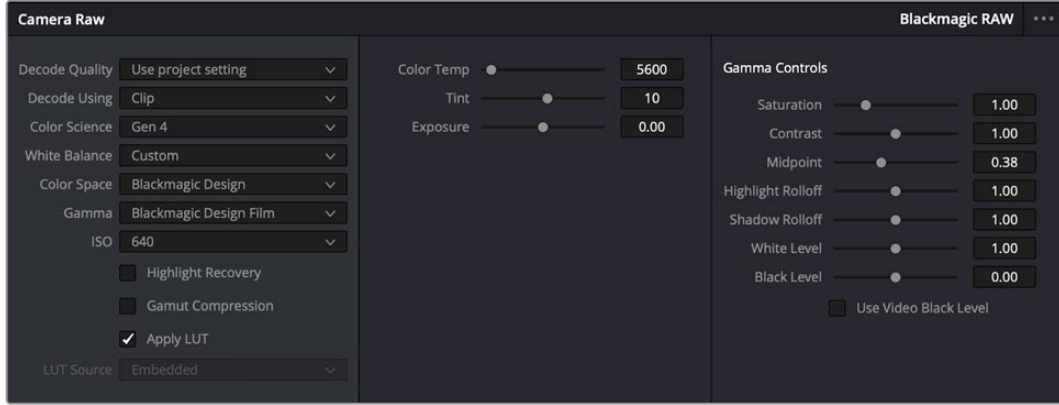 Camera Raw
Blackmagic RAW
Decode Quality Use project setting
Decode Using Clip
Color Science Gen 4
White Balance Custom
Color Space Blackmagic Design
Gamma Blackmagic Design Film
ISO 640
Highlight Recovery
Gamut Compression
Apply LUT
LUT Source Embedded
Color Temp 5600
Tint 10
Exposure 0.00
Gamma Controls
Saturation 1.00
Contrast 1.00
Midpoint 0.38
Highlight Rolloff 1.00
Shadow Rolloff 1.00
White Level 1.00
Black Level 0.00
Use Video Black Level